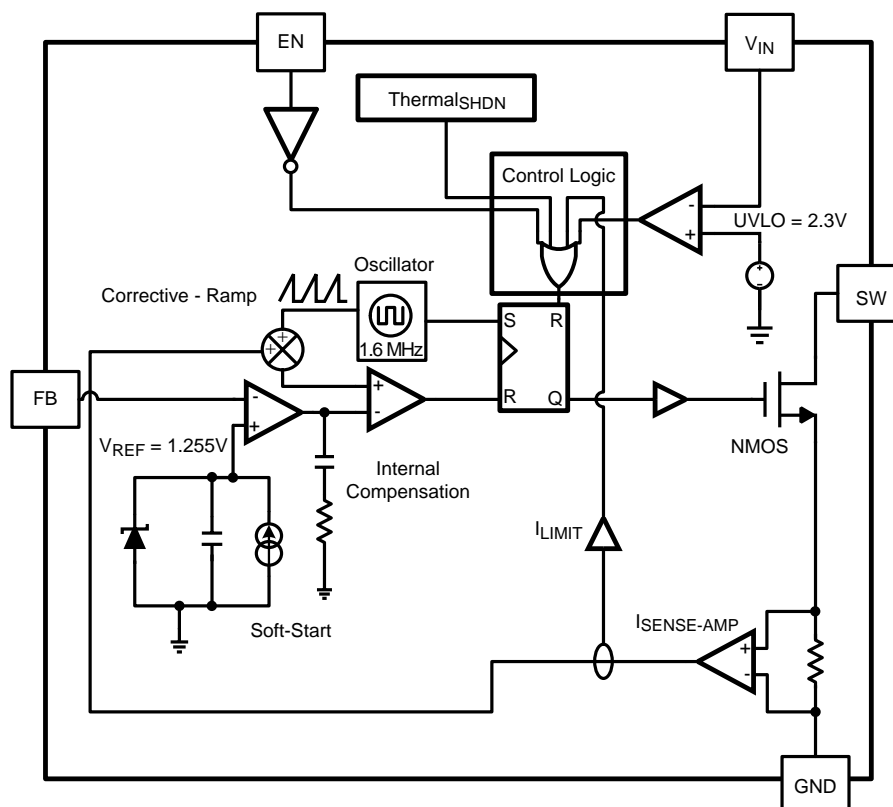 EN
VIN
ThermalSHDN
Control Logic
-
UVLO = 2.3V
+
+
-
Oscillator
Corrective - Ramp
SW
S
R
+
+
1.6 MHz
FB
+
-
-
R
Q
+
VREF = 1.255V
NMOS
Internal
Compensation
ILIMIT
Soft-Start
ISENSE-AMP
+
-
GND